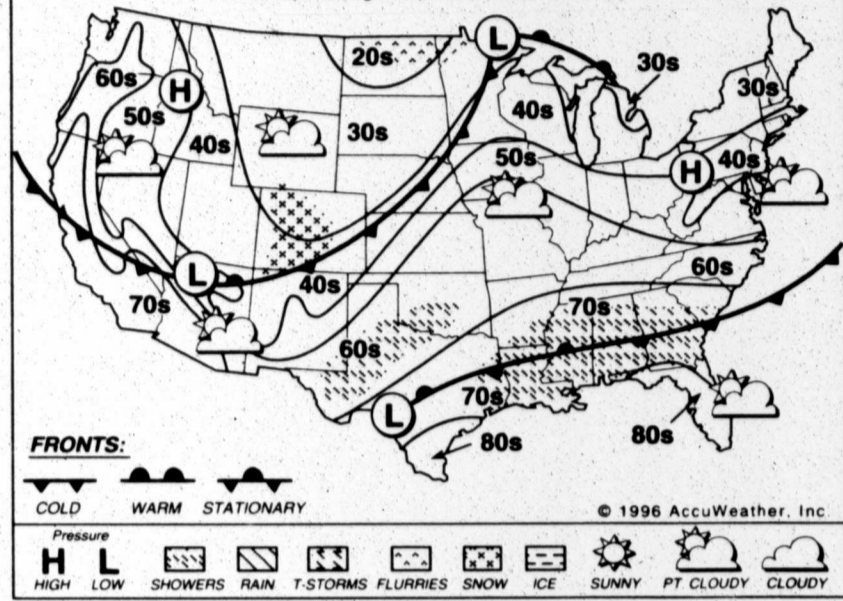 L
20s
30s
60s
H
30s
50s
40s
40s
30s
50s
H
40s
L
40s
60s
70s
70s
60s
70s
L
80s
80s
FRONTS:
COLD WARM STATIONARY
© 1996 AccuWeather, Inc.
Pressure
H L
HIGH LOW SHOWERS RAIN T-STORMS FLURRIES SNOW ICE SUNNY PT. CLOUDY CLOUDY